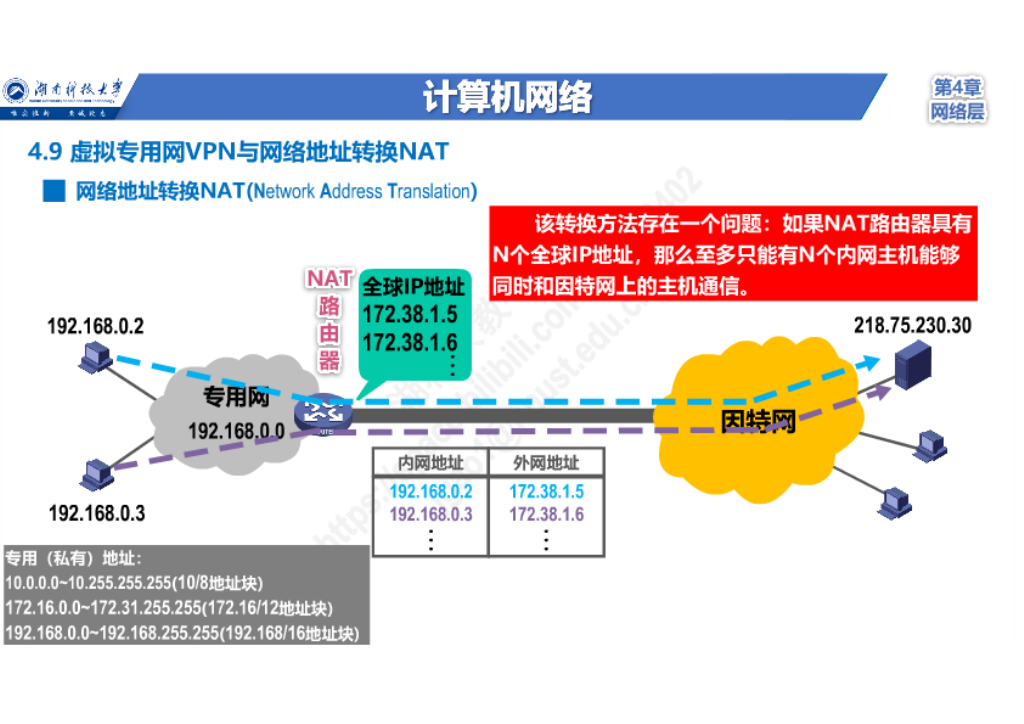 湖南科技大学
计算机网络
第4章
网络层
4.9 虚拟专用网VPN与网络地址转换NAT
网络地址转换NAT(Network Address Translation)
该转换方法存在一个问题：如果NAT路由器具有
N个全球IP地址，那么至多只能有N个内网主机能够
同时和因特网上的主机通信。
NAT
路
由
器
全球IP地址
172.38.1.5
172.38.1.6
⋮
192.168.0.2
218.75.230.30
专用网
192.168.0.0
因特网
192.168.0.3
内网地址 外网地址
192.168.0.2 172.38.1.5
192.168.0.3 172.38.1.6
⋮ ⋮
专用（私有）地址：
10.0.0.0~10.255.255.255(10/8地址块)
172.16.0.0~172.31.255.255(172.16/12地址块)
192.168.0.0~192.168.255.255(192.168/16地址块)